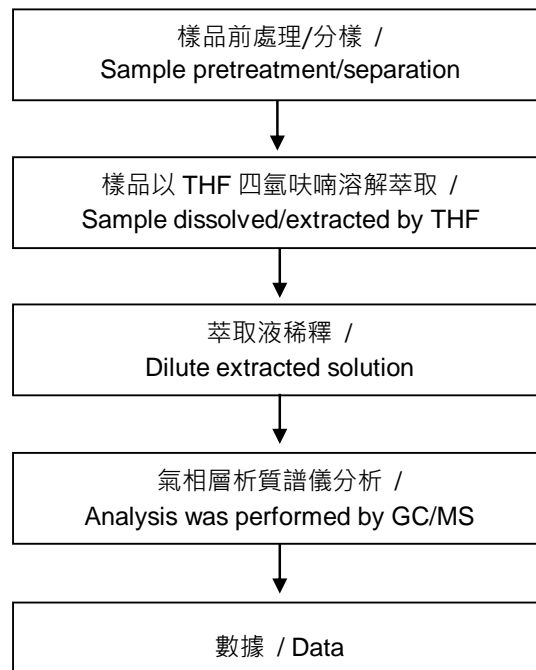 樣品前處理/分樣 /
Sample pretreatment/separation
樣品以 THF 四氫呋喃溶解萃取 /
Sample dissolved/extracted by THF
萃取液稀釋 /
Dilute extracted solution
氣相層析質譜儀分析 /
Analysis was performed by GC/MS
數據 / Data